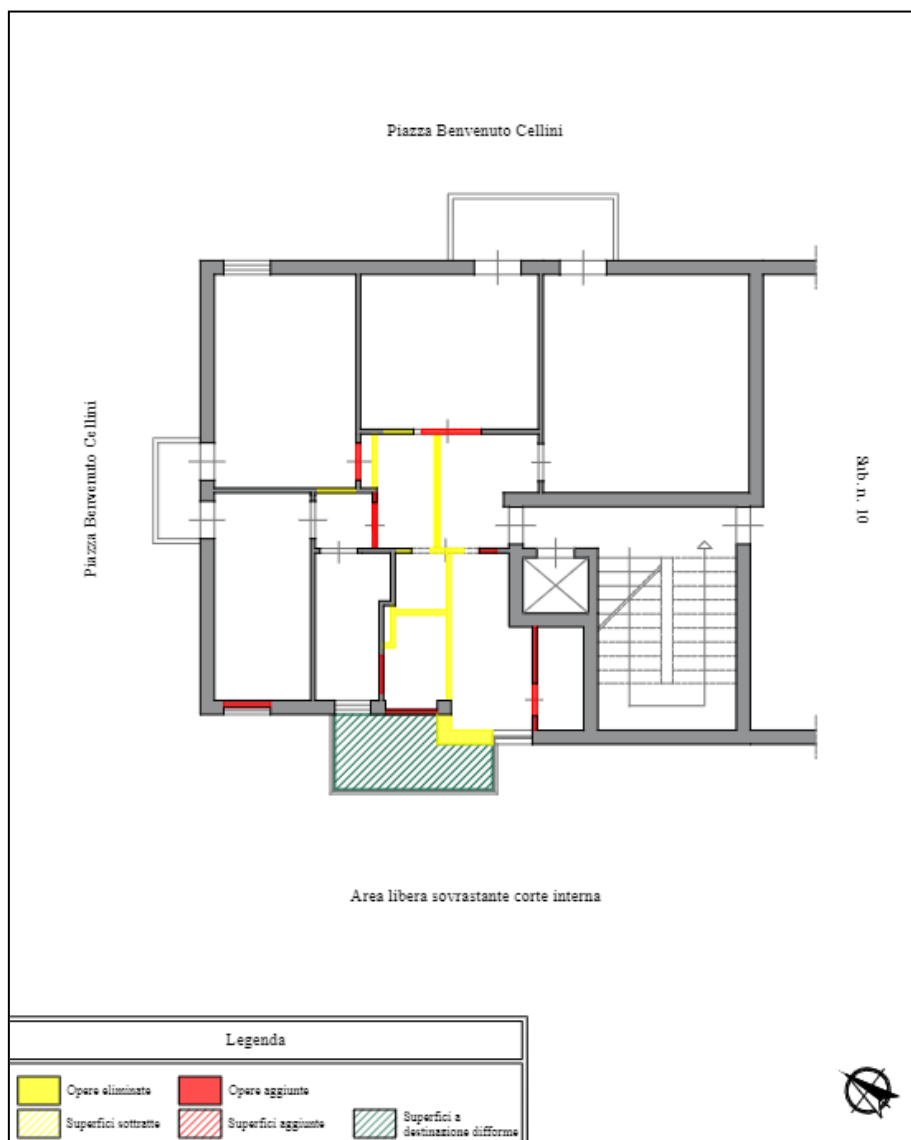 Piazza Benvenuto Cellini
Piazza Benvenuto Cellini
Sub. n. 10
Area libera sovrastante corte interna
Legenda
Opere eliminate
Opere aggiunte
Superfici sottratte
Superfici aggiunte
Superfici a
destinazione difforme